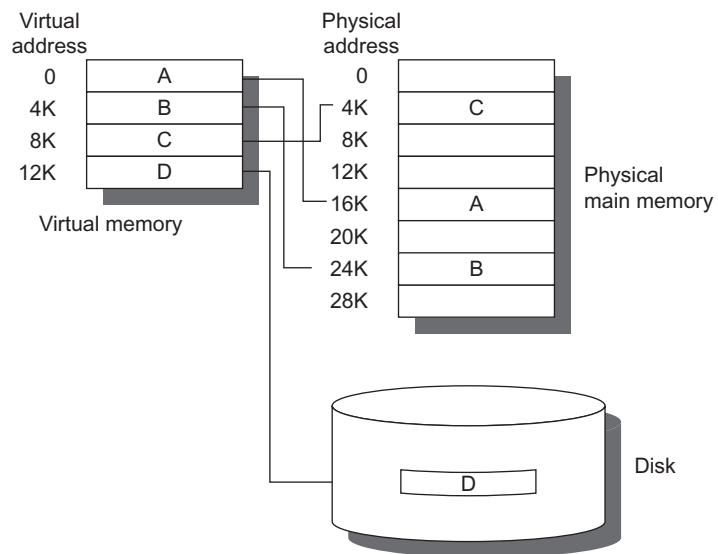 Virtual
address
0
4K
8K
12K
A
B
C
D
Virtual memory
Physical
address
0
4K
8K
12K
16K
20K
24K
28K
C
A
B
Physical
main memory
D
Disk